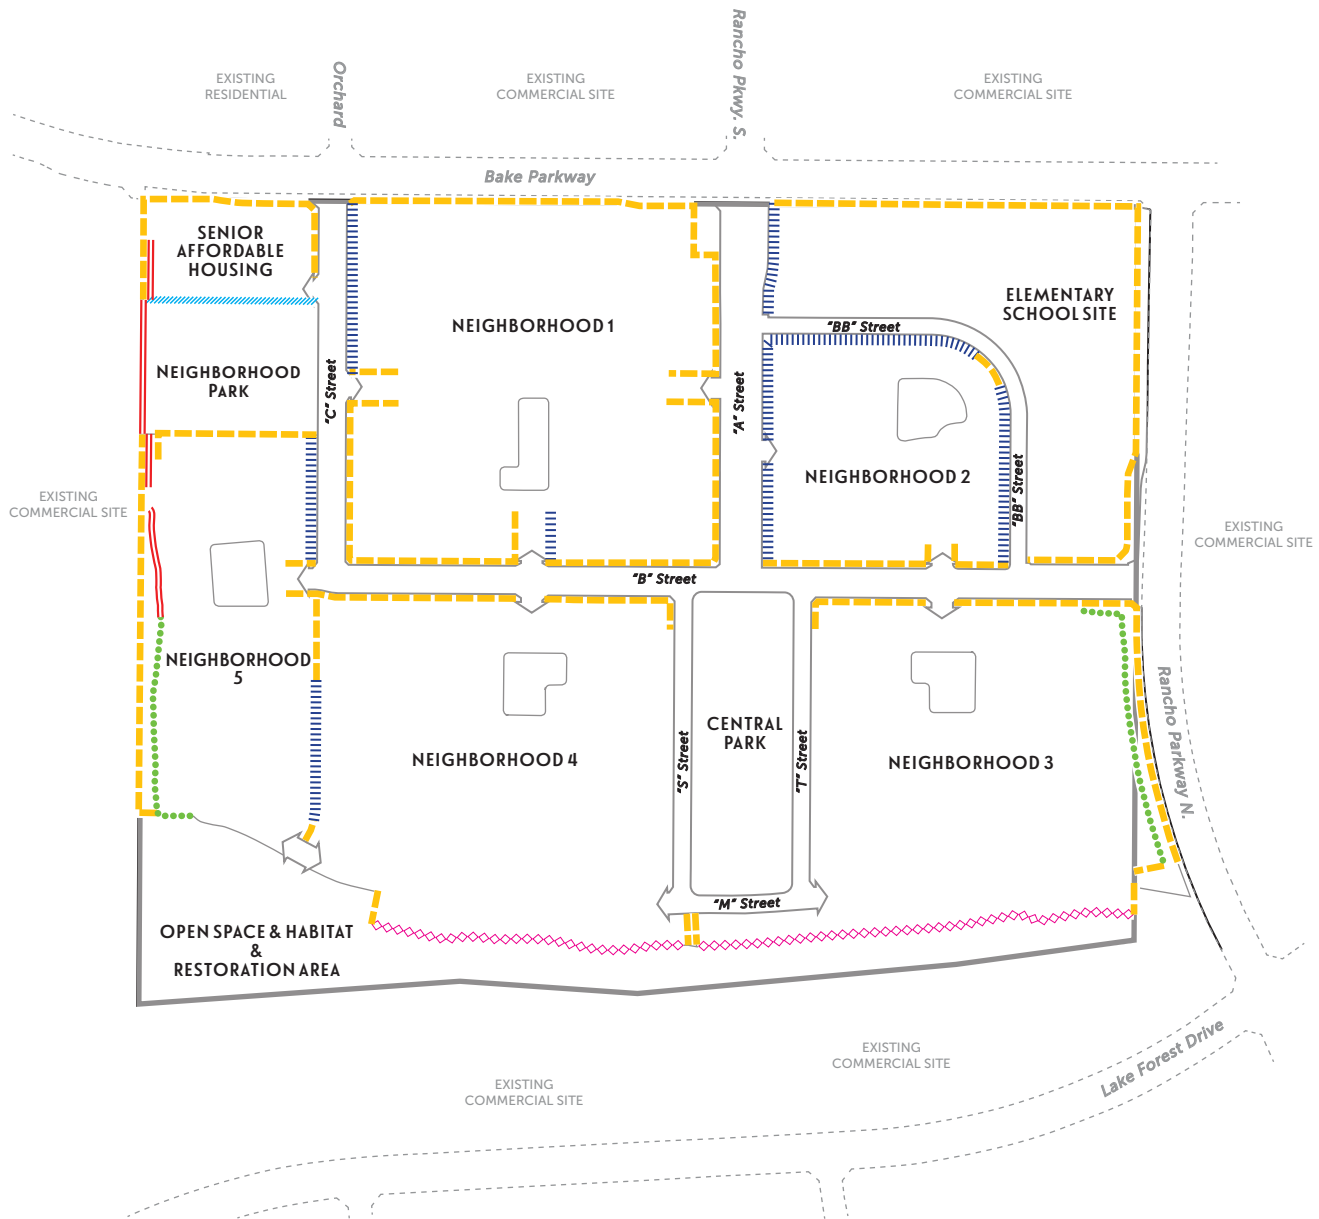 Rancho Pkwy. S.
Orchard
EXISTING
RESIDENTIAL
EXISTING
COMMERCIAL SITE
EXISTING
COMMERCIAL SITE
Bake Parkway
SENIOR
AFFORDABLE
HOUSING
ELEMENTARY
SCHOOL SITE
NEIGHBORHOOD 1
"BB" Street
NEIGHBORHOOD
PARK
"C" Street
"A" Street
NEIGHBORHOOD 2
"BB" Street
EXISTING
COMMERCIAL SITE
EXISTING
COMMERCIAL SITE
"B" Street
NEIGHBORHOOD
5
NEIGHBORHOOD 4
"S" Street
CENTRAL
PARK
"T" Street
NEIGHBORHOOD 3
Rancho Parkway N.
"M" Street
OPEN SPACE & HABITAT
&
RESTORATION AREA
EXISTING
COMMERCIAL SITE
Lake Forest Drive
EXISTING
COMMERCIAL SITE